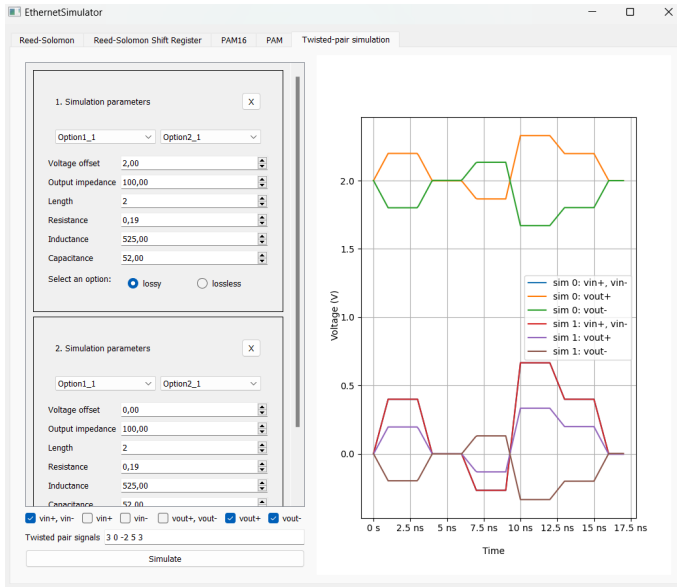 EthernetSimulator
Reed-Solomon Reed-Solomon Shift Register PAM16 PAM Twisted-pair simulation
1. Simulation parameters X
Option1_1 Option2_1
Voltage offset 2,00
Output impedance 100,00
Length 2
Resistance 0,19
Inductance 525,00
Capacitance 52,00
Select an option: lossy lossless
2. Simulation parameters X
Option1_1 Option2_1
Voltage offset 0,00
Output impedance 100,00
Length 2
Resistance 0,19
Inductance 525,00
Capacitance 52,00
vin+, vin- vin+ vin- vout+, vout- vout+ vout-
Twisted pair signals 3 0 -2 5 3
Simulate
Voltage (V)
2.0
1.5
1.0
0.5
0.0
sim 0: vin+, vin-
sim 0: vout+
sim 0: vout-
sim 1: vin+, vin-
sim 1: vout+
sim 1: vout-
0 s 2.5 ns 5 ns 7.5 ns 10 ns 12.5 ns 15 ns 17.5 ns
Time